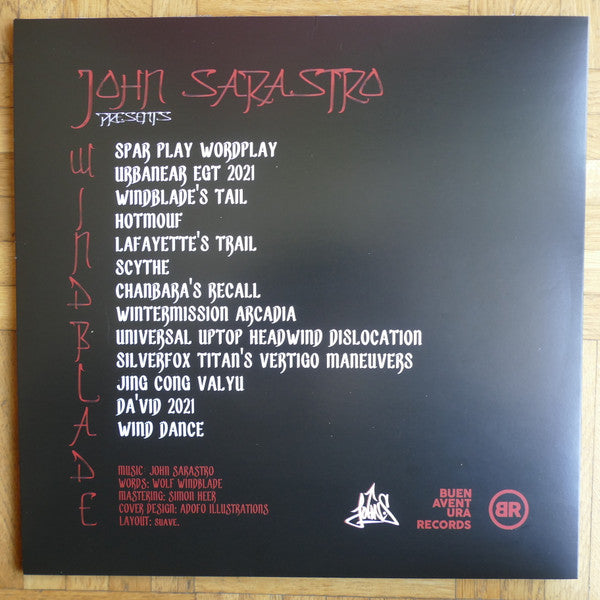 JOHN SARASTRO
PRESENTS
WINDBLADE
SPAR PLAY WORDPLAY
URBANEAR EGT 2021
WINDBLADE'S TAIL
HOTMOUF
LAFAYETTE'S TRAIL
SCYTHE
CHANBARA'S RECALL
WINTERMISSION ARCADIA
UNIVERSAL UPTOP HEADWIND DISLOCATION
SILVERFOX TITAN'S VERTIGO MANEUVERS
JING CONG VALYU
DA'VID 2021
WIND DANCE
MUSIC JOHN SARASTRO
WORDS: WOLF WINDBLADE
MASTERING: SIMON HEER
COVER DESIGN: ADOFO ILLUSTRATIONS
LAYOUT: SUAVE.
BUEN
AVENT
URA
RECORDS
BR